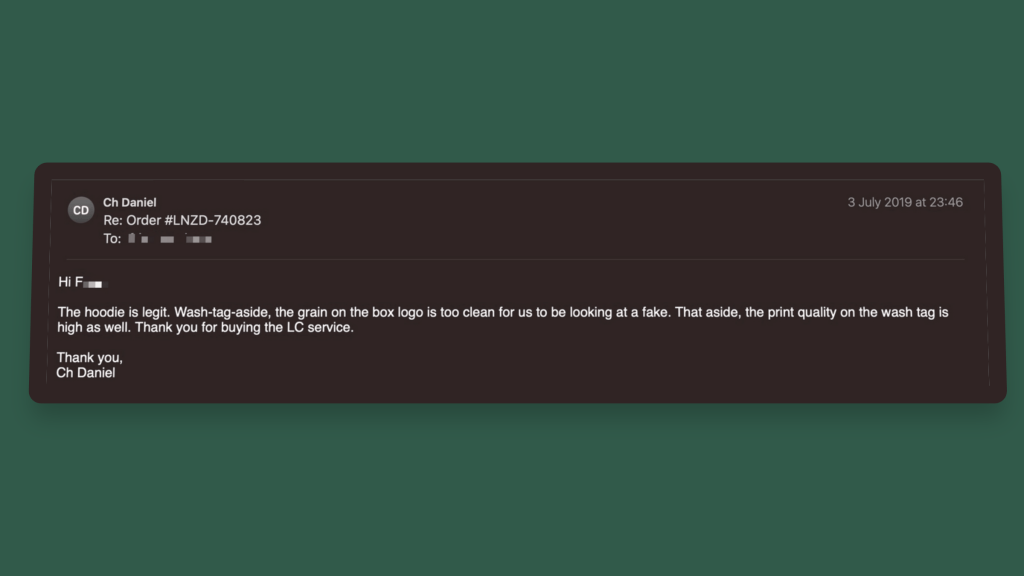 CD
Ch Daniel
3 July 2019 at 23:46
Re: Order #LNZD-740823
To:
Hi F
The hoodie is legit. Wash-tag-aside, the grain on the box logo is too clean for us to be looking at a fake. That aside, the print quality on the wash tag is
high as well. Thank you for buying the LC service.
Thank you,
Ch Daniel